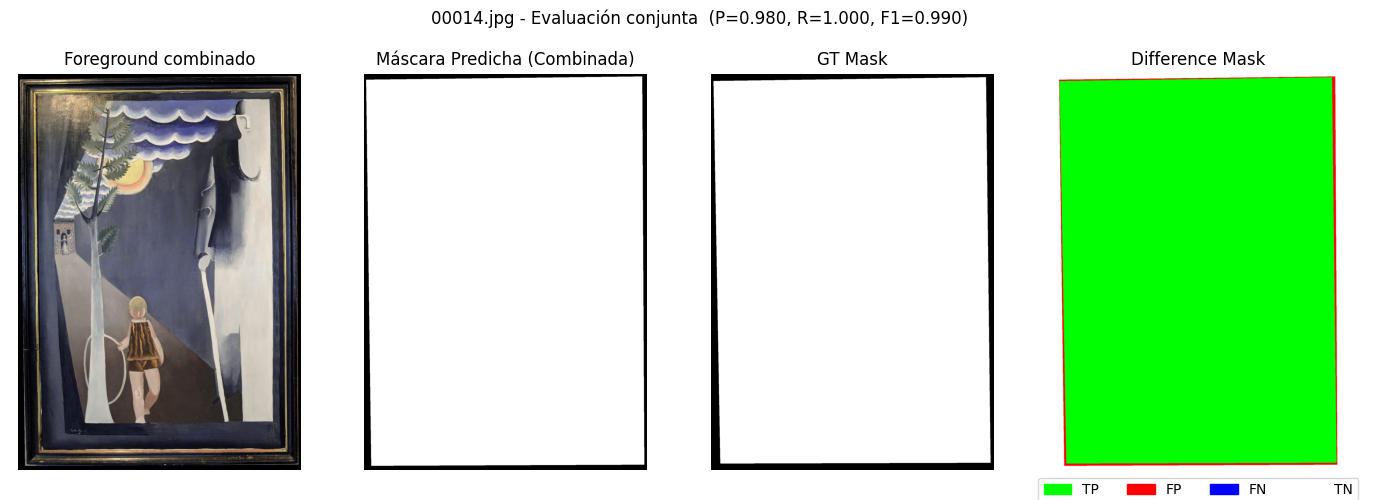 00014.jpg - Evaluación conjunta  (P=0.980, R=1.000, F1=0.990)
Foreground combinado
Máscara Predicha (Combinada)
GT Mask
Difference Mask
TP
FP
FN
TN